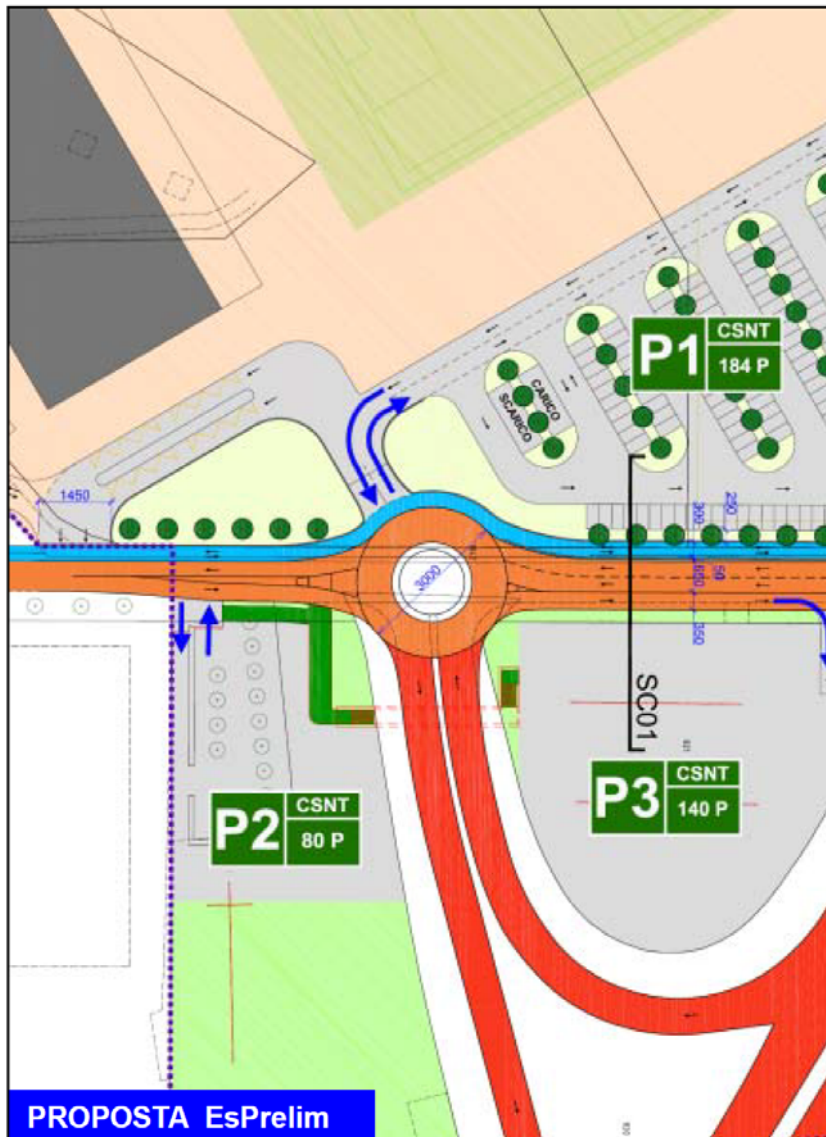 P1
CSNT
184 P
CARICO
SCARICO
1450
300
250
3000
650
50
350
SC01
P3
CSNT
140 P
P2
CSNT
80 P
PROPOSTA EsPrelim